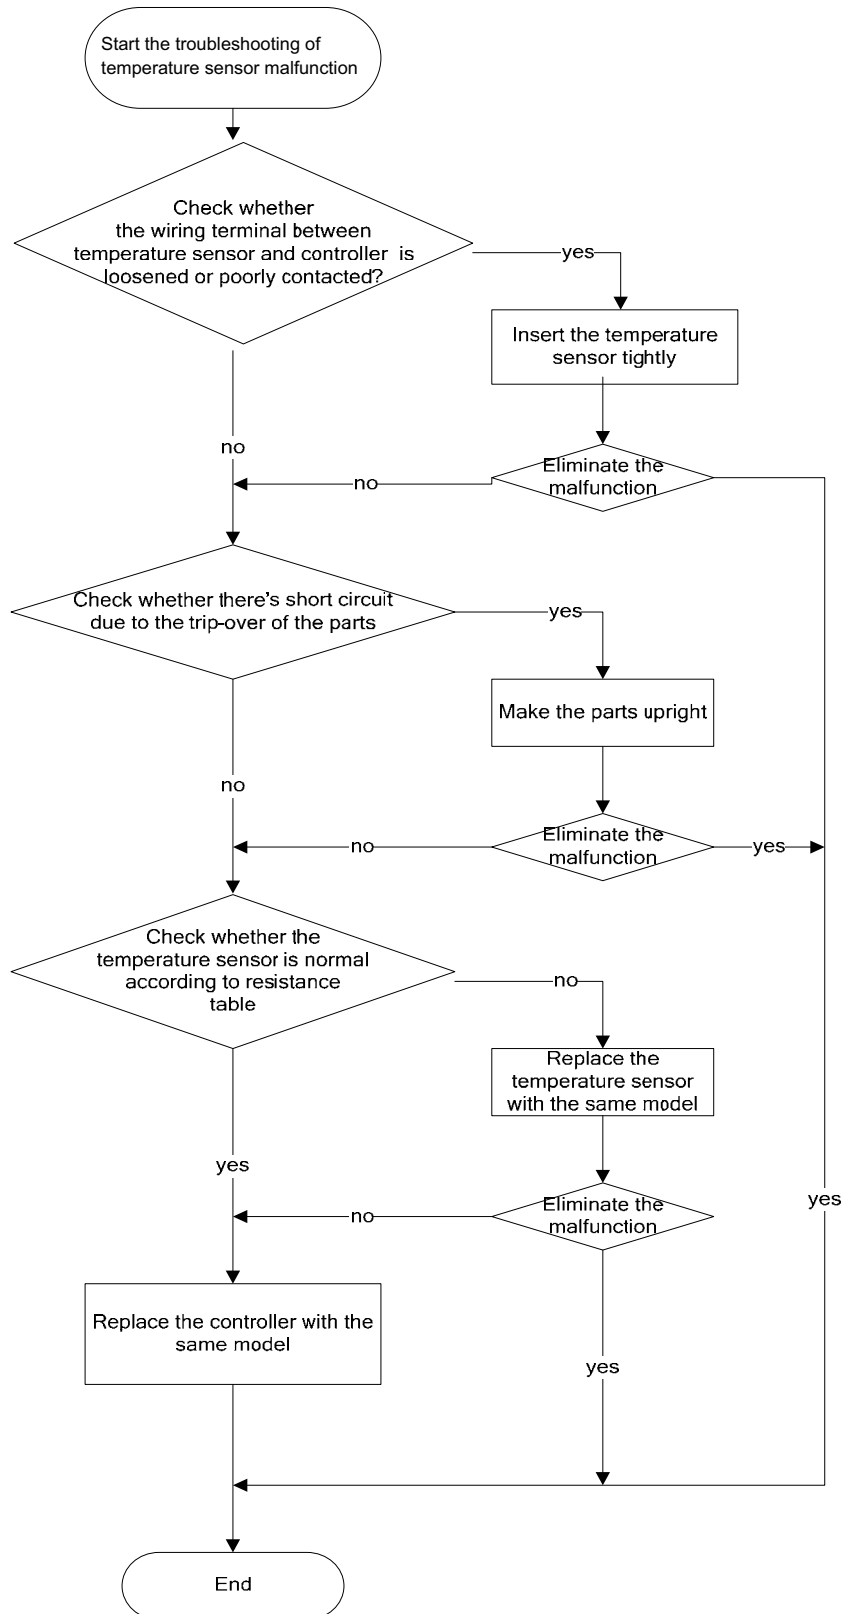 Start the troubleshooting of
temperature sensor malfunction
Check whether
the wiring terminal between
temperature sensor and controller is
loosened or poorly contacted?
yes
Insert the temperature
sensor tightly
no
Eliminate the
malfunction
no
Check whether there's short circuit
due to the trip-over of the parts
yes
Make the parts upright
no
Eliminate the
malfunction
no
yes
Check whether the
temperature sensor is normal
according to resistance
table
no
Replace the
temperature sensor
with the same model
yes
Eliminate the
malfunction
no
yes
Replace the controller with the
same model
yes
End